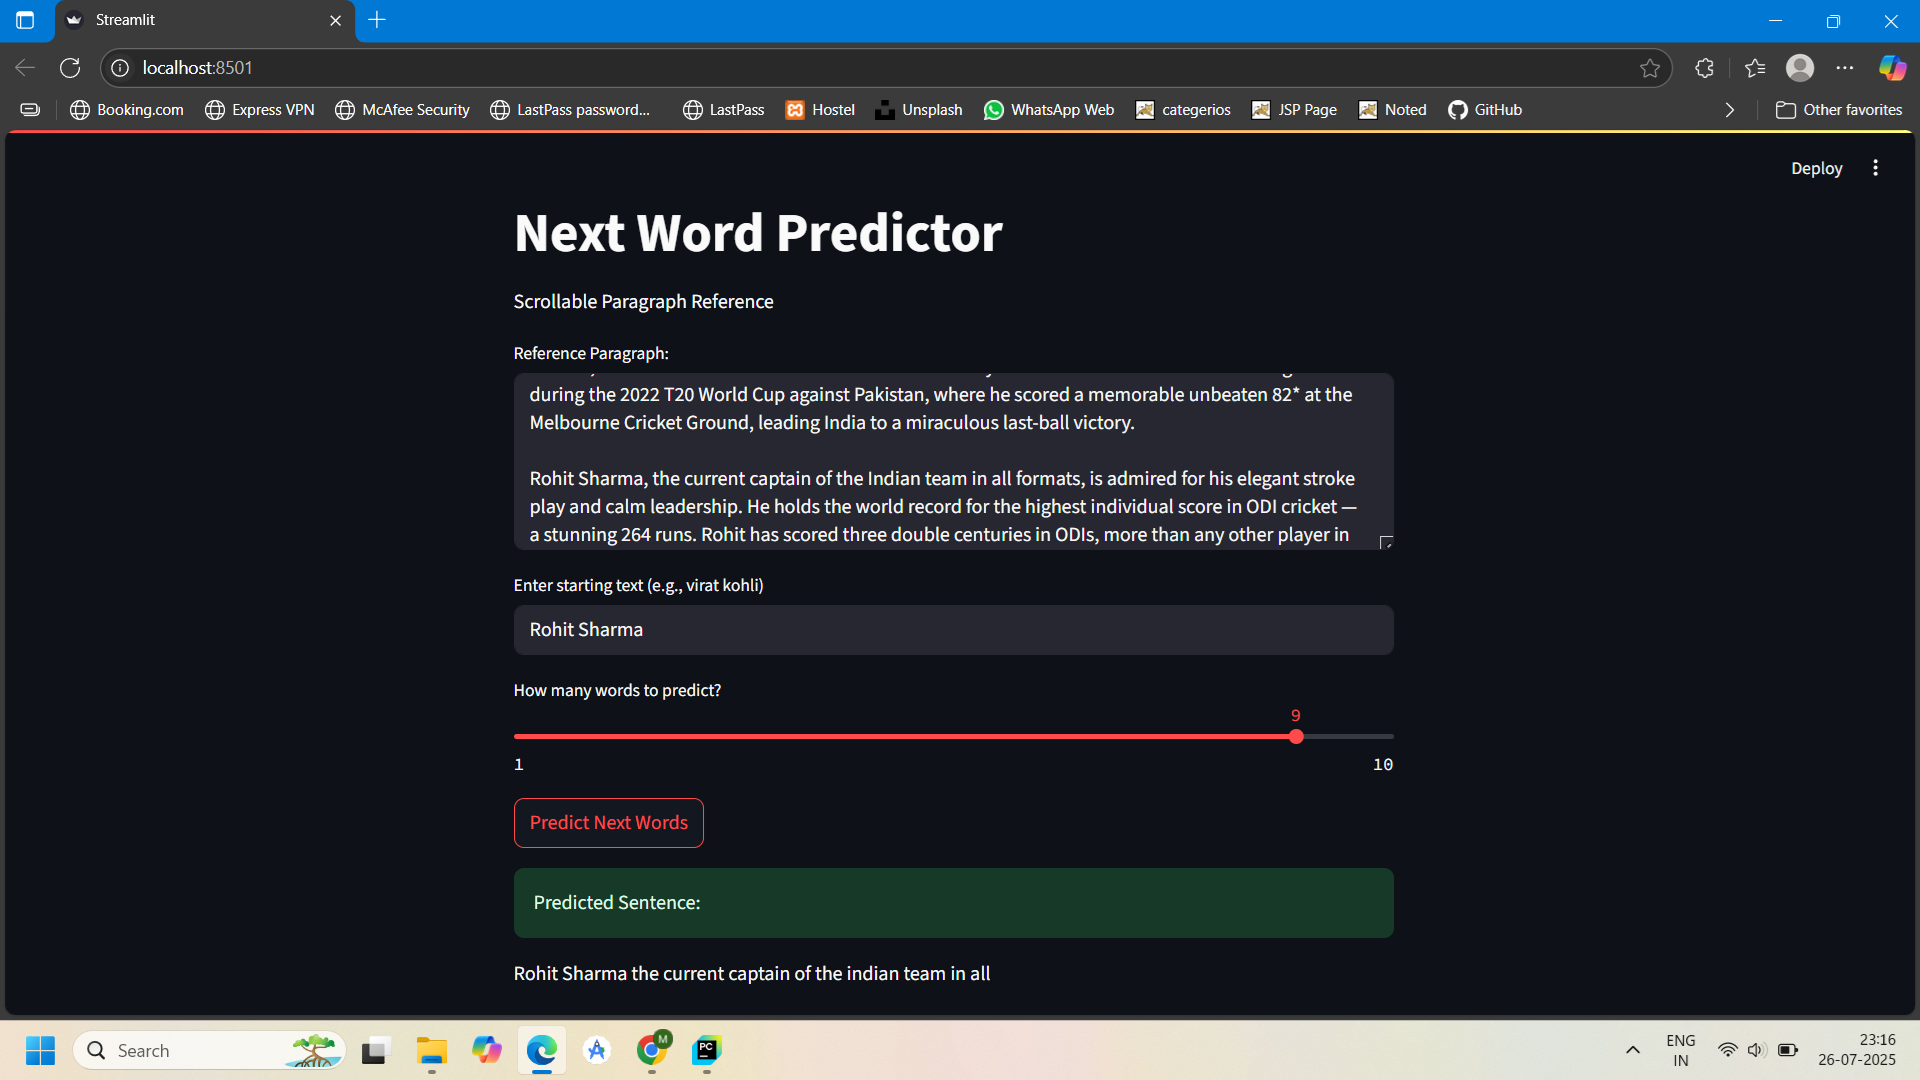 Streamlit
localhost:8501
Booking.com
Express VPN
McAfee Security
LastPass password...
LastPass
Hostel
Unsplash
WhatsApp Web
categerios
JSP Page
Noted
GitHub
Other favorites
Deploy
Next Word Predictor
Scrollable Paragraph Reference
Reference Paragraph:
during the 2022 T20 World Cup against Pakistan, where he scored a memorable unbeaten 82* at the
Melbourne Cricket Ground, leading India to a miraculous last-ball victory.
Rohit Sharma, the current captain of the Indian team in all formats, is admired for his elegant stroke
play and calm leadership. He holds the world record for the highest individual score in ODI cricket —
a stunning 264 runs. Rohit has scored three double centuries in ODIs, more than any other player in
Enter starting text (e.g., virat kohli)
Rohit Sharma
How many words to predict?
9
1
10
Predict Next Words
Predicted Sentence:
Rohit Sharma the current captain of the indian team in all
Search
M
PC
ENG
IN
23:16
26-07-2025